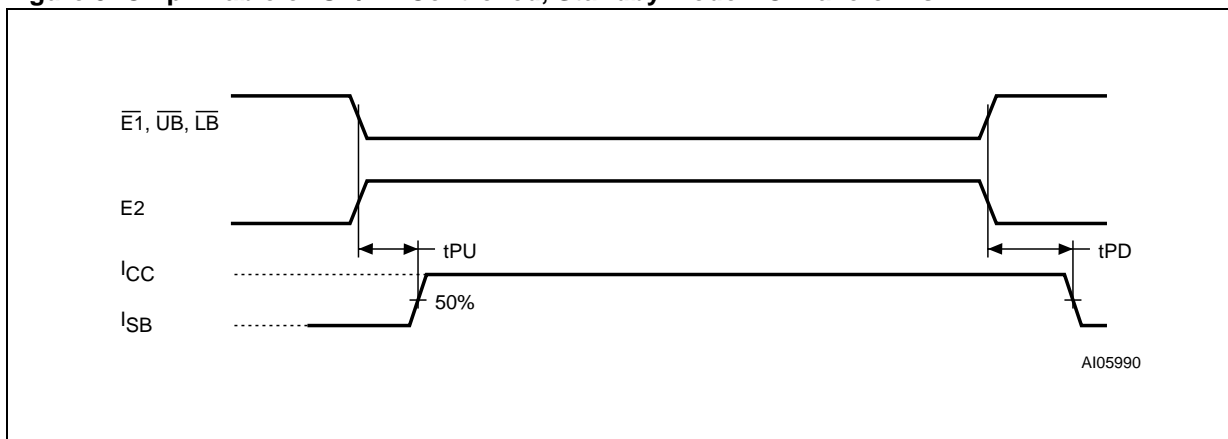 E1, UB, LB
E2
tPU
tPD
ICC
50%
ISB
AI05990